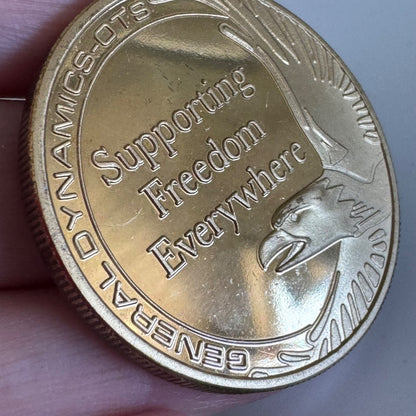 GENERAL DYNAMICS-OTS
Supporting
Freedom
Everywhere